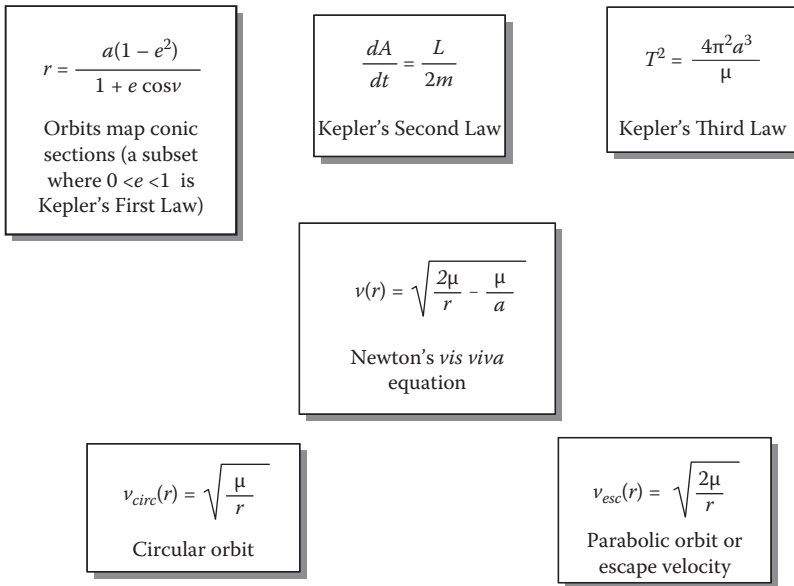 r = a(1 − e²) / 1 + e cosν
Orbits map conic
sections (a subset
where 0 <e <1 is
Kepler’s First Law)
dA/dt = L/2m
Kepler’s Second Law
T² = 4π²a³/μ
Kepler’s Third Law
v(r) = √(2μ/r − μ/a)
Newton’s vis viva
equation
v_circ(r) = √(μ/r)
Circular orbit
v_esc(r) = √(2μ/r)
Parabolic orbit or
escape velocity